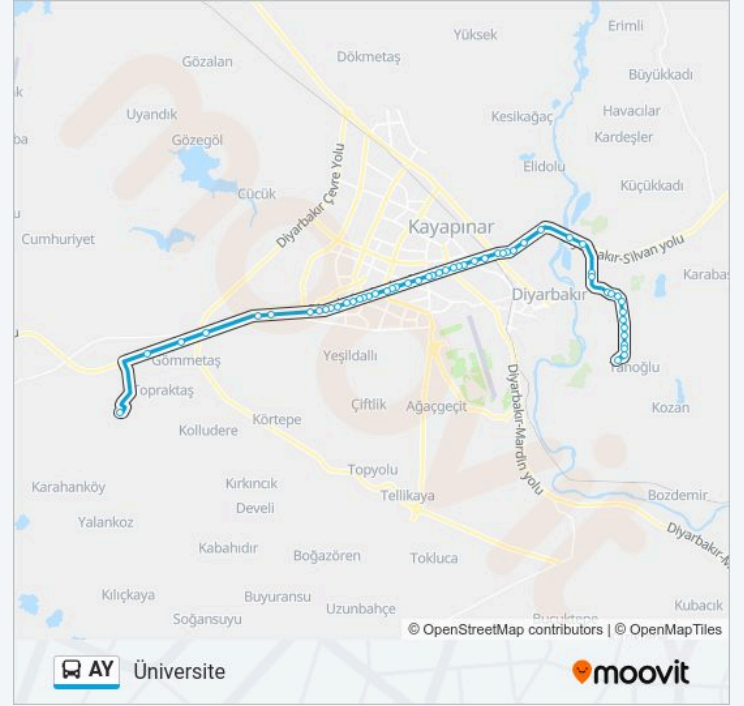 Yüksek
Erimli
Gözalan
Dökmetaş
Büyükkadı
Uyandık
Kesikağaç
Havacılar
Gözegöl
Kardeşler
Elidolu
Diyarbakır Çevre Yolu
Cücük
Küçükkadı
Cumhuriyet
Kayapınar
Karabaş
Diyarbakır
Yeşildallı
Gömmetaş
Tanoğlu
Topraktaş
Çiftlik
Ağaçgeçit
Kozan
Körtepe
Kolludere
Diyarbakır-Mardin yolu
Topyolu
Karahanköy
Kırkıncık
Tellikaya
Bozdemir
Develi
Yalankoz
Kabahıdır
Boğazören
Tokluca
Kılıçkaya
Buyuransu
Uzunbahçe
Kubacık
Soğansuyu
© OpenStreetMap contributors | © OpenMapTiles
AY Üniversite
moovit